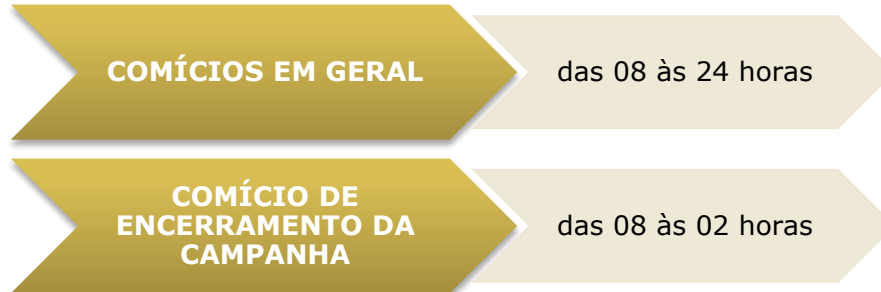 COMÍCIOS EM GERAL
das 08 às 24 horas
COMÍCIO DE
ENCERRAMENTO DA
CAMPANHA
das 08 às 02 horas